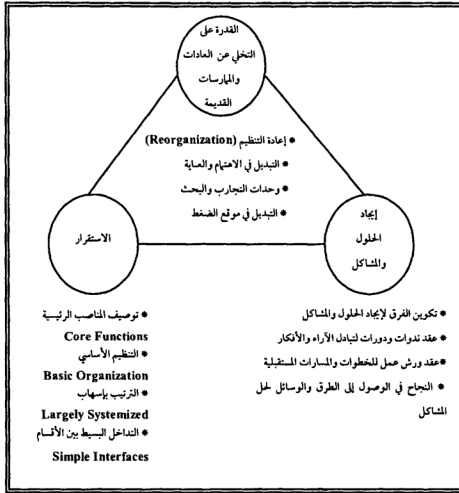 القدرة على
التخلي عن العادات
والممارسات
القديمة
* إعادة التنظيم (Reorganization)
* التبديل في الاهتمام والعناية
* وحدات التجارب والبحث
* التبديل في موقع الضغط
إيجاد
الحلول
والمشاكل
الاستقرار
* تكوين الفرق لإيجاد الحلول والمشاكل
* عقد ندوات ودورات لتبادل الآراء والأفكار
* عقد ورش عمل للخطوات والمسارات المستقبلية
* النجاح في الوصول إلى الطرق والوسائل لحل
المشاكل
* توصيف المناصب الرئيسية
Core Functions
* التنظيم الأساسي
Basic Organization
* الترتيب بإسهاب
Largely Systemized
* التداخل البسيط بين الأقسام
Simple Interfaces